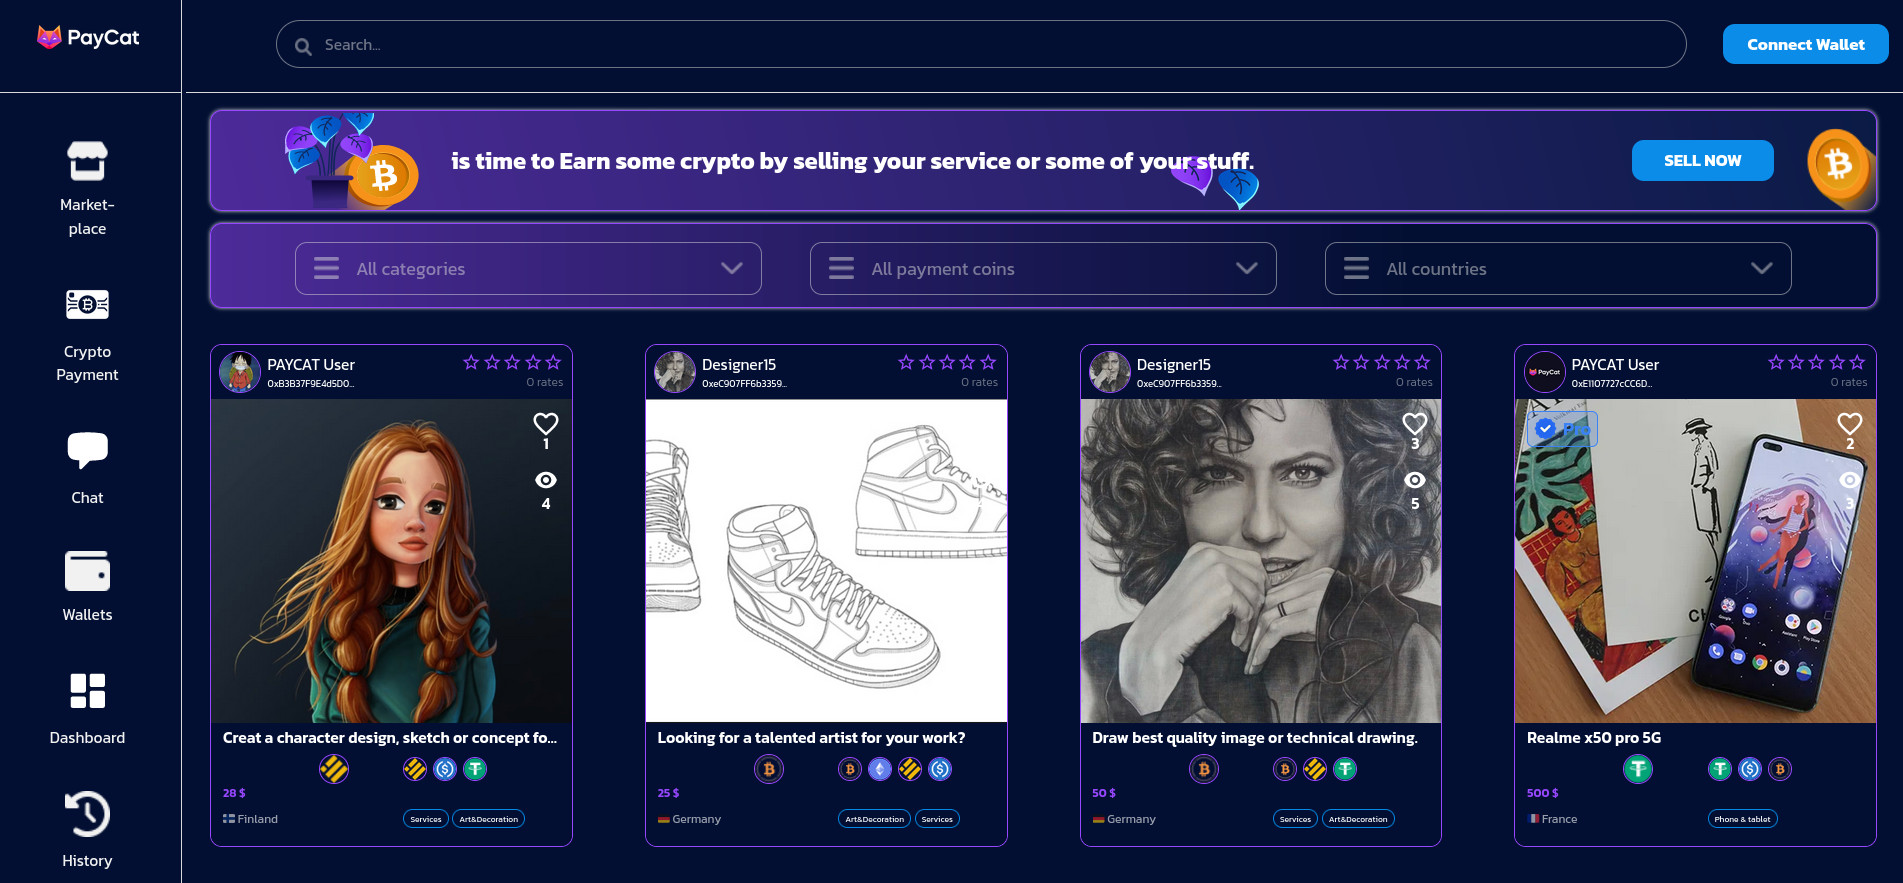 PayCat
Search...
Connect Wallet
Market-
place
Crypto
Payment
Chat
Wallets
Dashboard
History
is time to Earn some crypto by selling your service or some of your stuff.
SELL NOW
All categories
All payment coins
All countries
PAYCAT User
0xB3B37F9E4d5D0...
0 rates
1
4
Creat a character design, sketch or concept fo...
28 $
Finland
Services
Art&Decoration
Designer15
0xeC907FF6b3359...
0 rates
Looking for a talented artist for your work?
25 $
Germany
Art&Decoration
Services
Designer15
0xeC907FF6b3359...
0 rates
3
5
Draw best quality image or technical drawing.
50 $
Germany
Services
Art&Decoration
PayCat
PAYCAT User
0xE1107727cCC6D...
0 rates
Pro
2
3
Realme x50 pro 5G
500 $
France
Phone & tablet